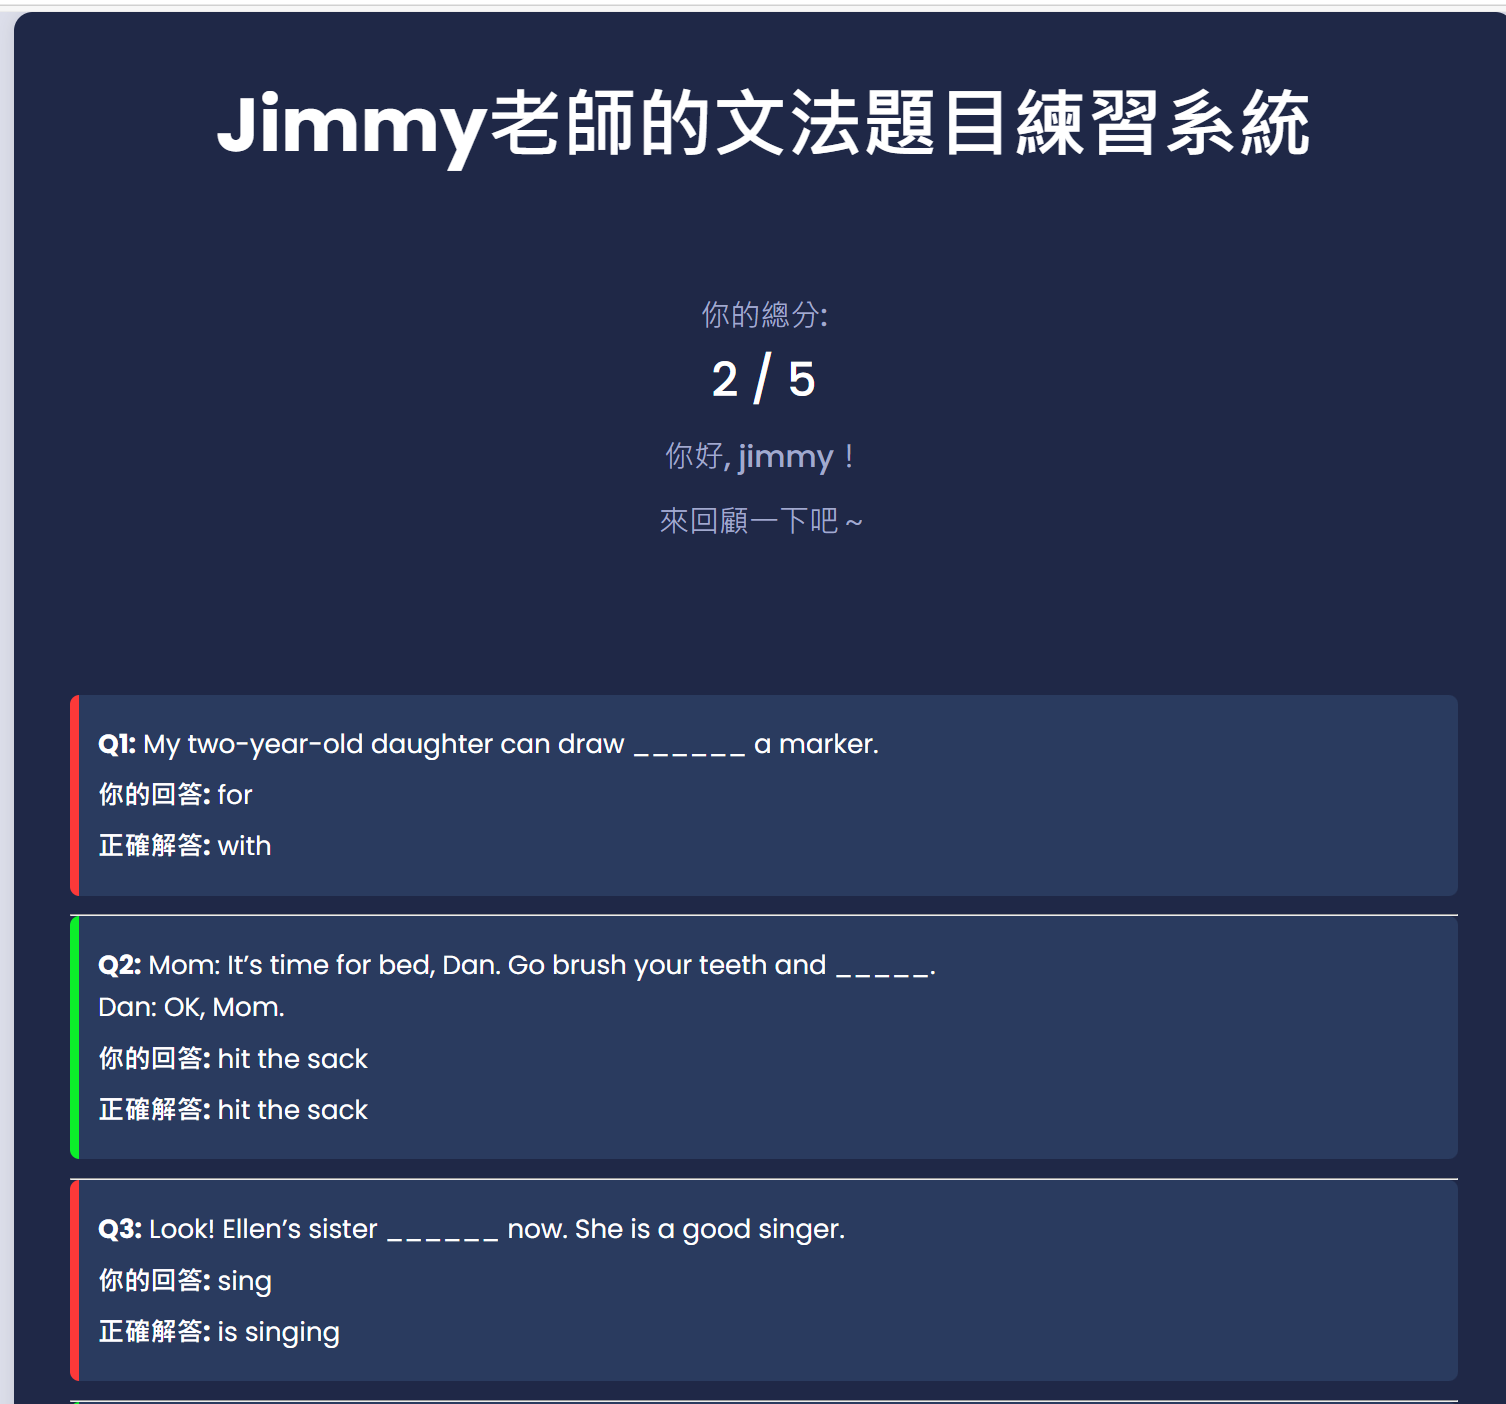 Jimmy老師的文法題目練習系統
你的總分:
2 / 5
你好, jimmy！
來回顧一下吧～
Q1: My two-year-old daughter can draw ______ a marker.
你的回答: for
正確解答: with
Q2: Mom: It’s time for bed, Dan. Go brush your teeth and _____.
Dan: OK, Mom.
你的回答: hit the sack
正確解答: hit the sack
Q3: Look! Ellen’s sister ______ now. She is a good singer.
你的回答: sing
正確解答: is singing